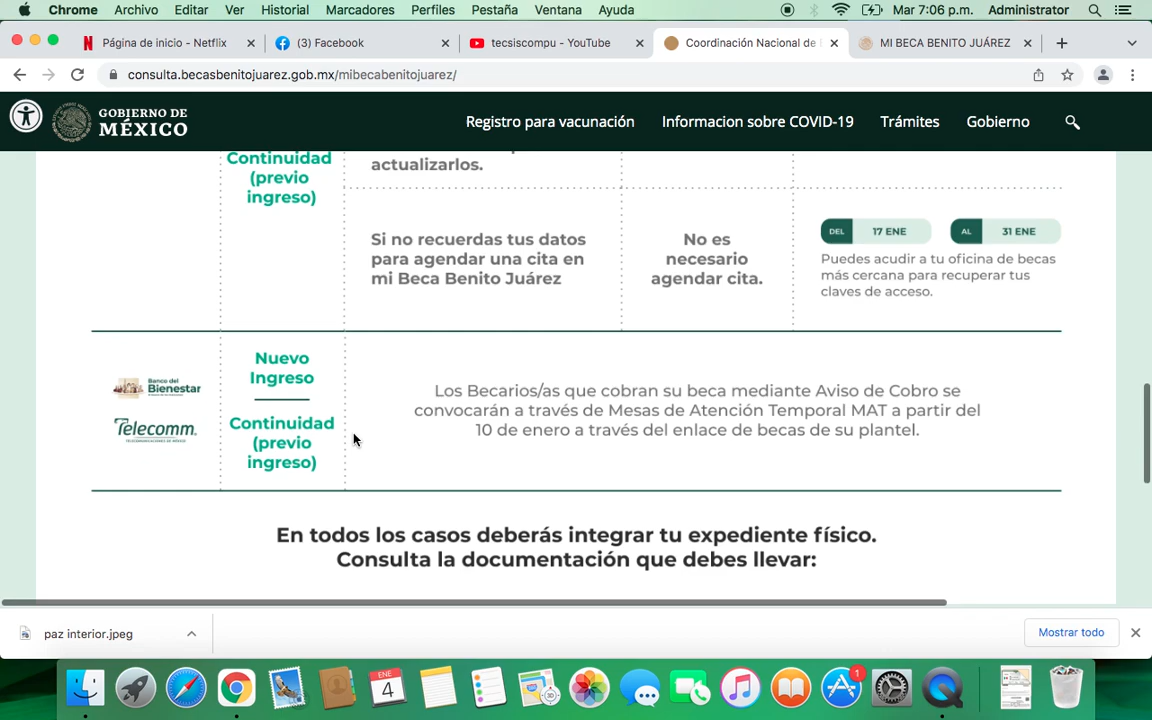 Chrome Archivo Editar Ver Historial Marcadores Perfiles Pestaña Ventana Ayuda Mar 7:06 p.m. Administrator
N Página de inicio - Netflix
(3) Facebook
tecsiscompu - YouTube
Coordinación Nacional de
MI BECA BENITO JUÁREZ
consulta.becasbenitojuarez.gob.mx/mibecabenitojuarez/
GOBIERNO DE
MÉXICO
Registro para vacunación Informacion sobre COVID-19 Trámites Gobierno
Continuidad
(previo
ingreso)
actualizarlos.
Si no recuerdas tus datos
para agendar una cita en
mi Beca Benito Juárez
No es
necesario
agendar cita.
DEL 17 ENE AL 31 ENE
Puedes acudir a tu oficina de becas
más cercana para recuperar tus
claves de acceso.
Banco del
Bienestar
Telecomm.
TELECOMUNICACIONES DE MÉXICO
Nuevo
Ingreso
Continuidad
(previo
ingreso)
Los Becarios/as que cobran su beca mediante Aviso de Cobro se
convocarán a través de Mesas de Atención Temporal MAT a partir del
10 de enero a través del enlace de becas de su plantel.
En todos los casos deberás integrar tu expediente físico.
Consulta la documentación que debes llevar:
paz interior.jpeg
Mostrar todo
ENE
4
3D
1